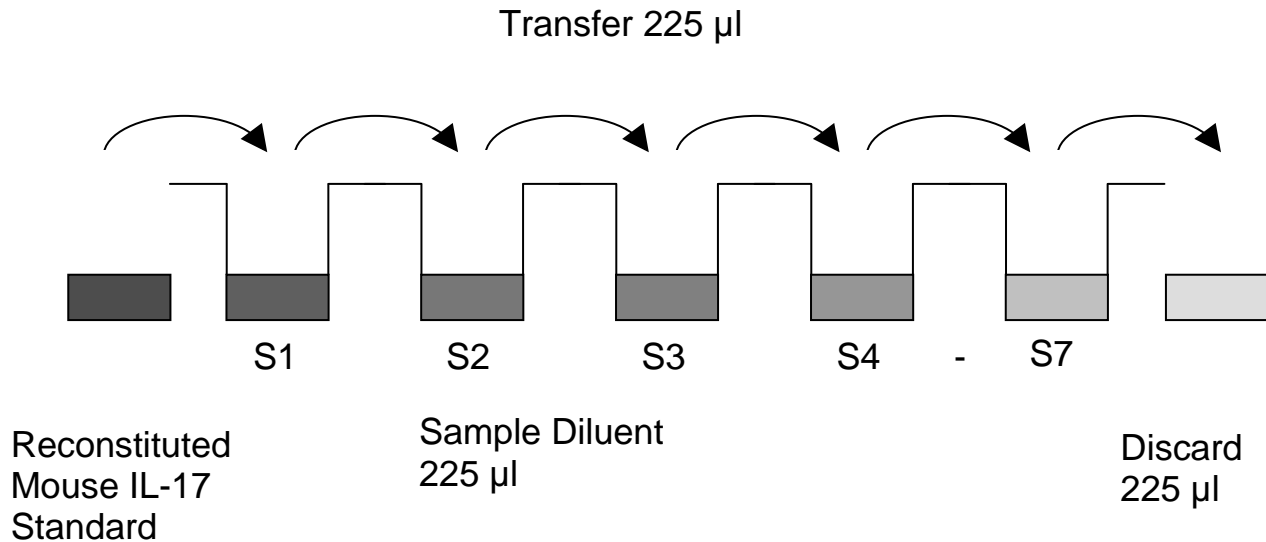 Transfer 225 µl
S1 S2 S3 S4 - S7
Reconstituted
Mouse IL-17
Standard
Sample Diluent
225 µl
Discard
225 µl